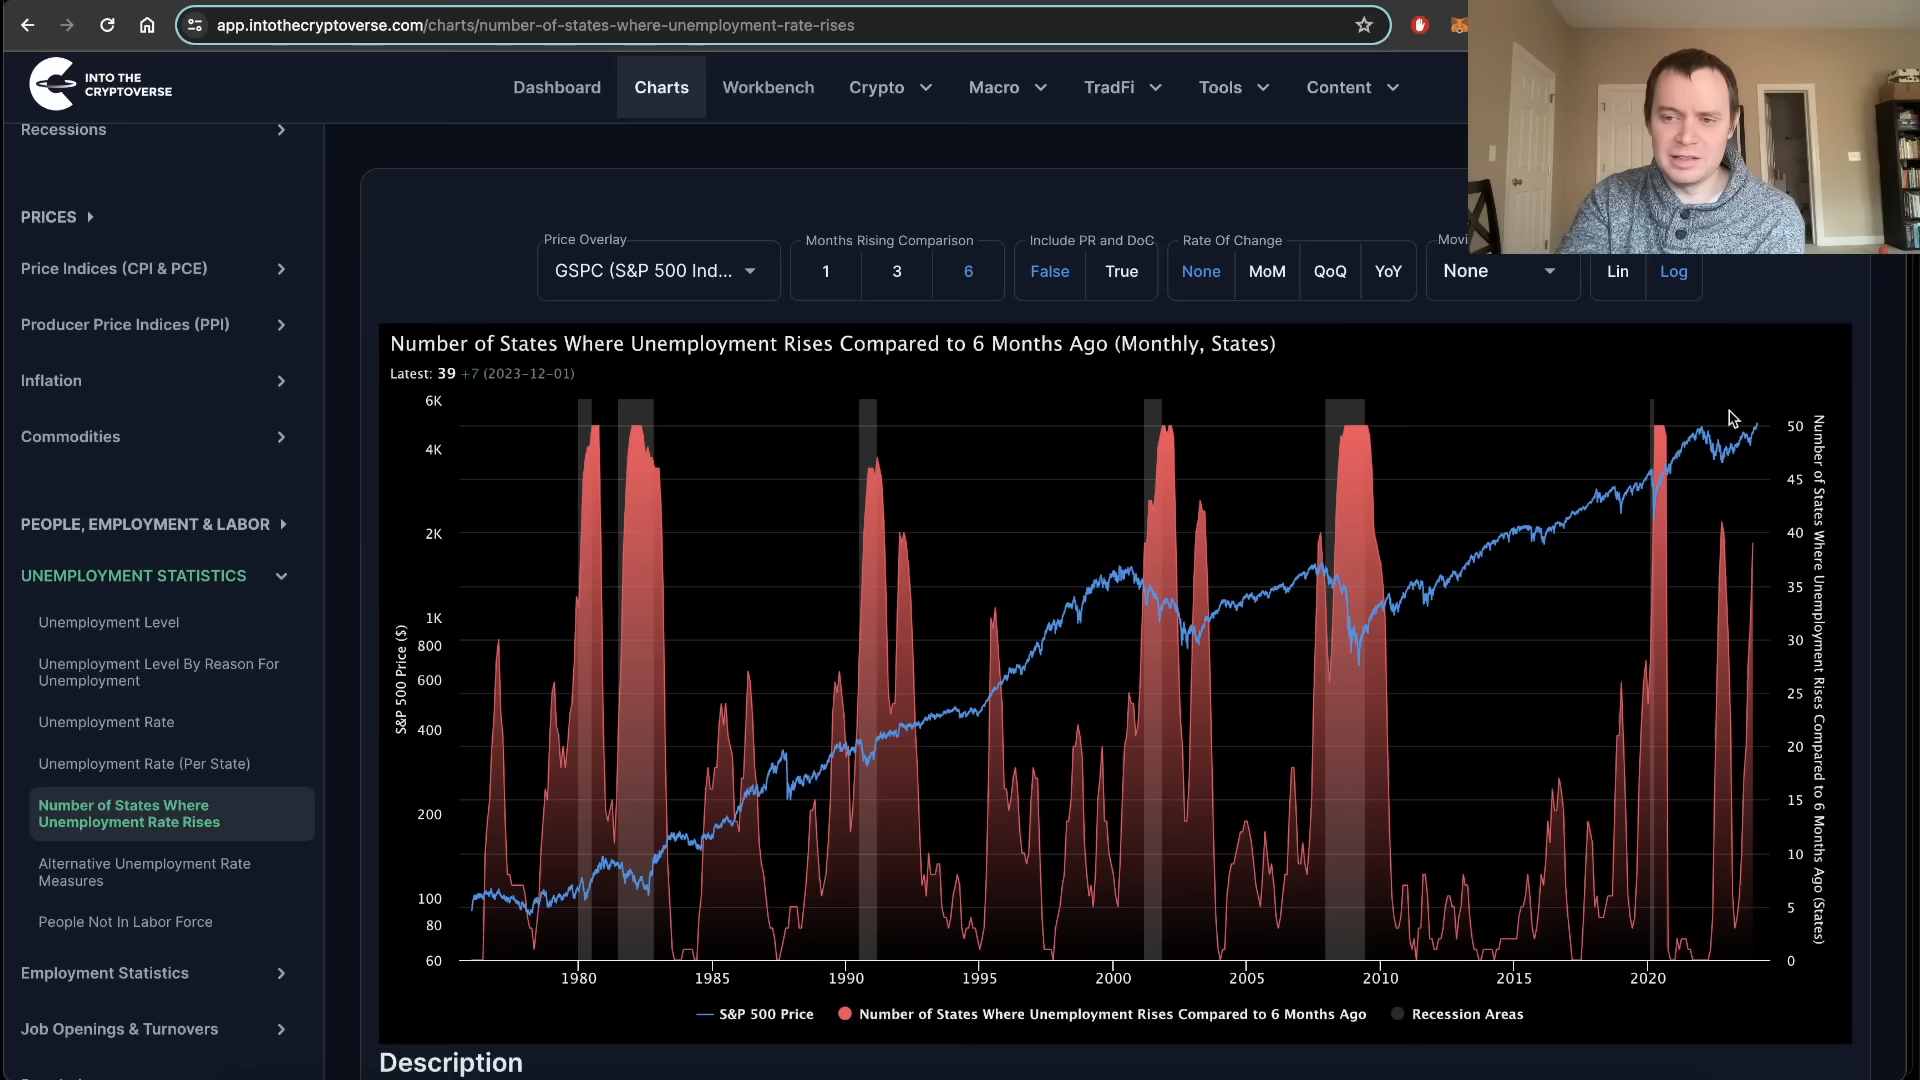 app.intothecryptoverse.com/charts/number-of-states-where-unemployment-rate-rises
INTO THE
CRYPTOVERSE
Dashboard
Charts
Workbench
Crypto
Macro
TradFi
Tools
Content
Recessions
PRICES
Price Indices (CPI & PCE)
Producer Price Indices (PPI)
Inflation
Commodities
PEOPLE, EMPLOYMENT & LABOR
UNEMPLOYMENT STATISTICS
Unemployment Level
Unemployment Level By Reason For
Unemployment
Unemployment Rate
Unemployment Rate (Per State)
Number of States Where
Unemployment Rate Rises
Alternative Unemployment Rate
Measures
People Not In Labor Force
Employment Statistics
Job Openings & Turnovers
Price Overlay
GSPC (S&P 500 Ind...
Months Rising Comparison
1 3 6
Include PR and DoC
False True
Rate Of Change
None MoM QoQ YoY
Movi
None
Lin Log
Number of States Where Unemployment Rises Compared to 6 Months Ago (Monthly, States)
Latest: 39 +7 (2023-12-01)
6K
4K
2K
1K
800
600
400
200
100
80
60
S&P 500 Price ($)
50
45
40
35
30
25
20
15
10
5
0
Number of States Where Unemployment Rises Compared to 6 Months Ago (States)
1980 1985 1990 1995 2000 2005 2010 2015 2020
S&P 500 Price
Number of States Where Unemployment Rises Compared to 6 Months Ago
Recession Areas
Description